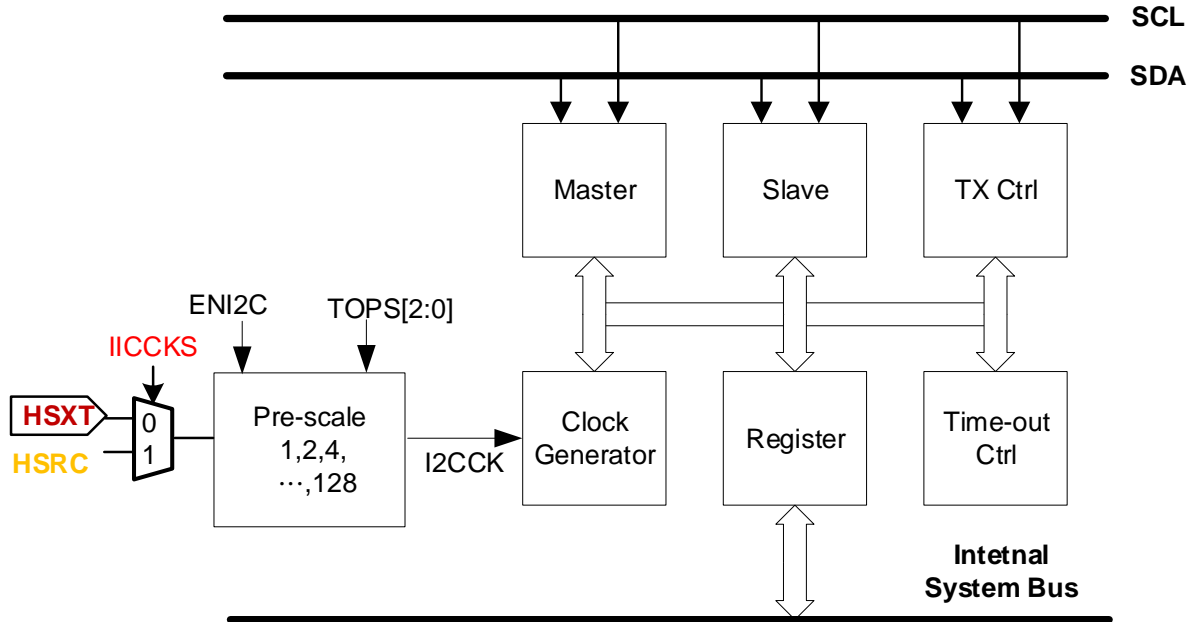 SCL
SDA
Master
Slave
TX Ctrl
ENI2C
TOPS[2:0]
IICCKS
HSXT
0
HSRC
1
Pre-scale
1,2,4,
…,128
I2CCK
Clock
Generator
Register
Time-out
Ctrl
Intetnal
System Bus